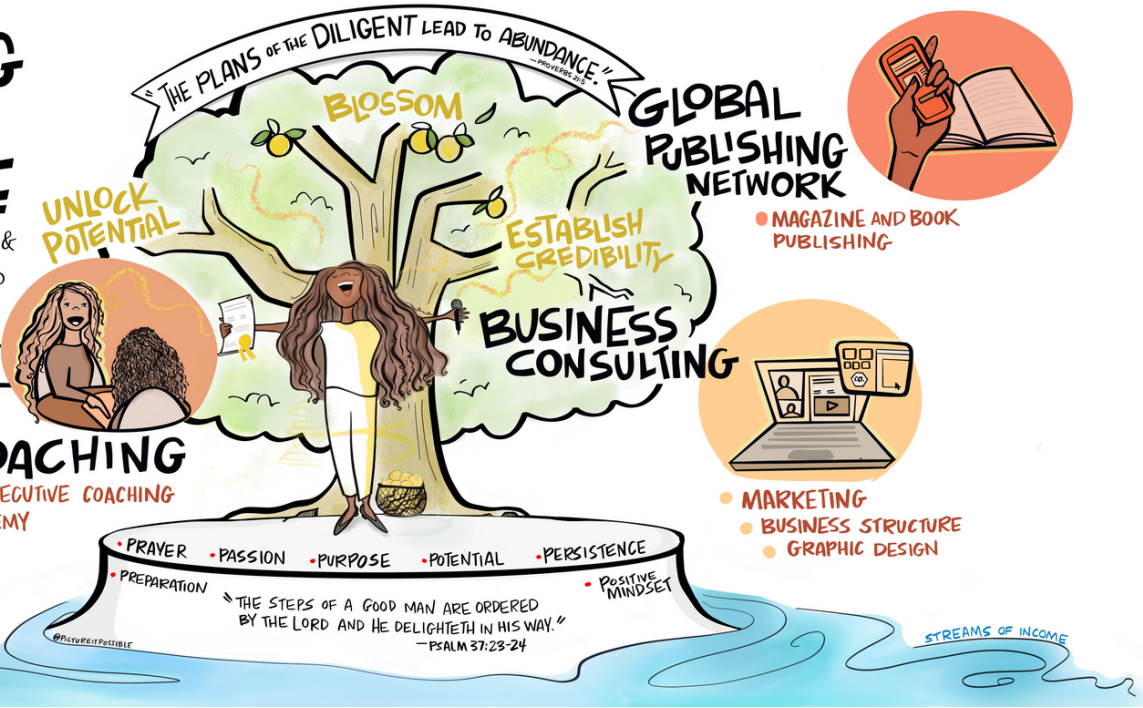 G
"THE PLANS OF THE DILIGENT LEAD TO ABUNDANCE."
—PROVERBS 21:5
BLOSSOM
UNLOCK
POTENTIAL
&
ESTABLISH
CREDIBILITY
GLOBAL
PUBLISHING
NETWORK
MAGAZINE AND BOOK
PUBLISHING
BUSINESS
CONSULTING
CO.
MARKETING
BUSINESS STRUCTURE
GRAPHIC DESIGN
OACHING
ECUTIVE COACHING
EMY
• PRAYER • PASSION • PURPOSE • POTENTIAL • PERSISTENCE
• PREPARATION
• POSITIVE
MINDSET
"THE STEPS OF A GOOD MAN ARE ORDERED
BY THE LORD AND HE DELIGHTETH IN HIS WAY."
—PSALM 37:23-24
@PICTUREITPOSSIBLE
STREAMS OF INCOME